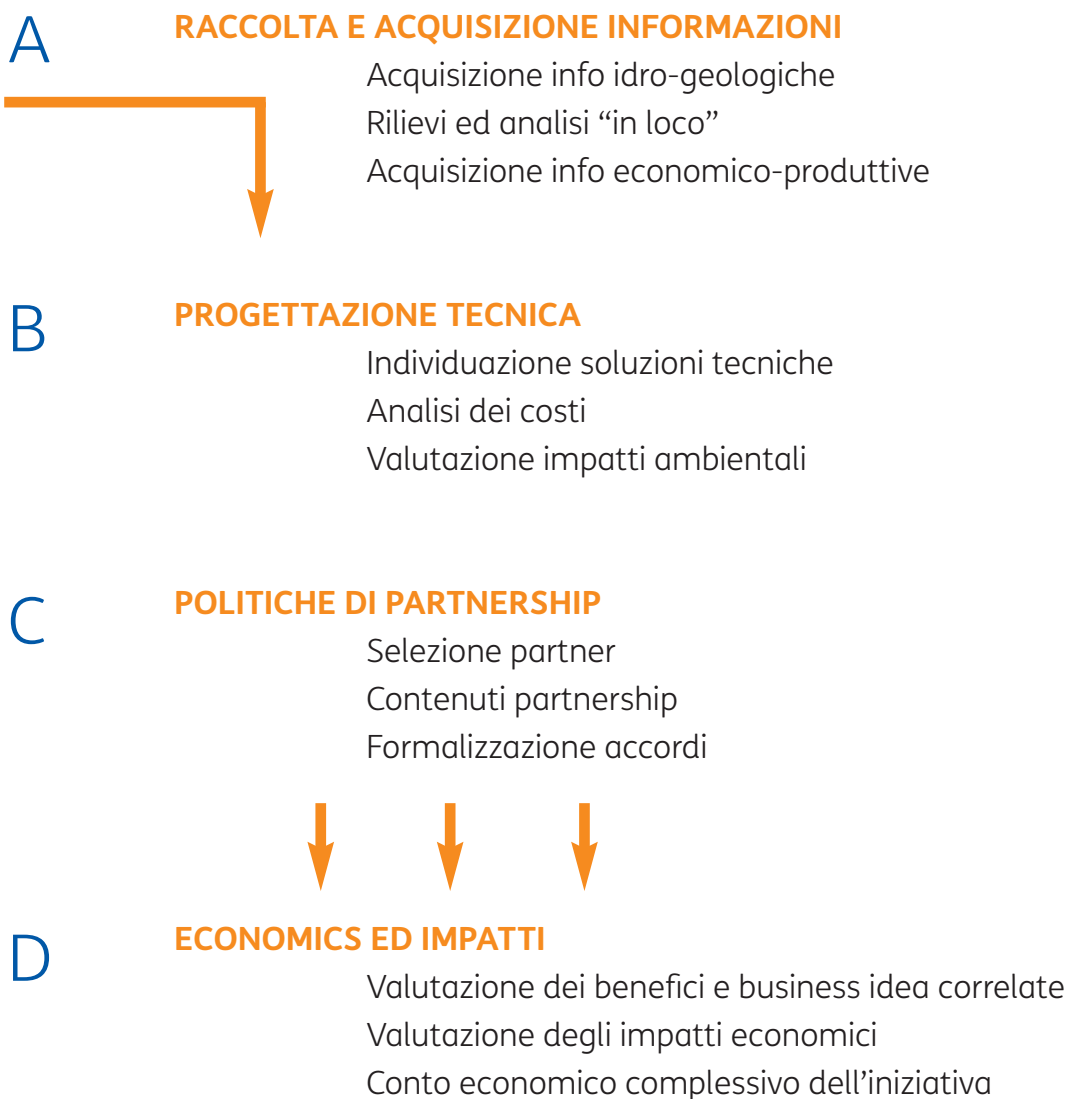 A
RACCOLTA E ACQUISIZIONE INFORMAZIONI
Acquisizione info idro-geologiche
Rilievi ed analisi “in loco”
Acquisizione info economico-produttive
B
PROGETTAZIONE TECNICA
Individuazione soluzioni tecniche
Analisi dei costi
Valutazione impatti ambientali
C
POLITICHE DI PARTNERSHIP
Selezione partner
Contenuti partnership
Formalizzazione accordi
D
ECONOMICS ED IMPATTI
Valutazione dei benefici e business idea correlate
Valutazione degli impatti economici
Conto economico complessivo dell’iniziativa